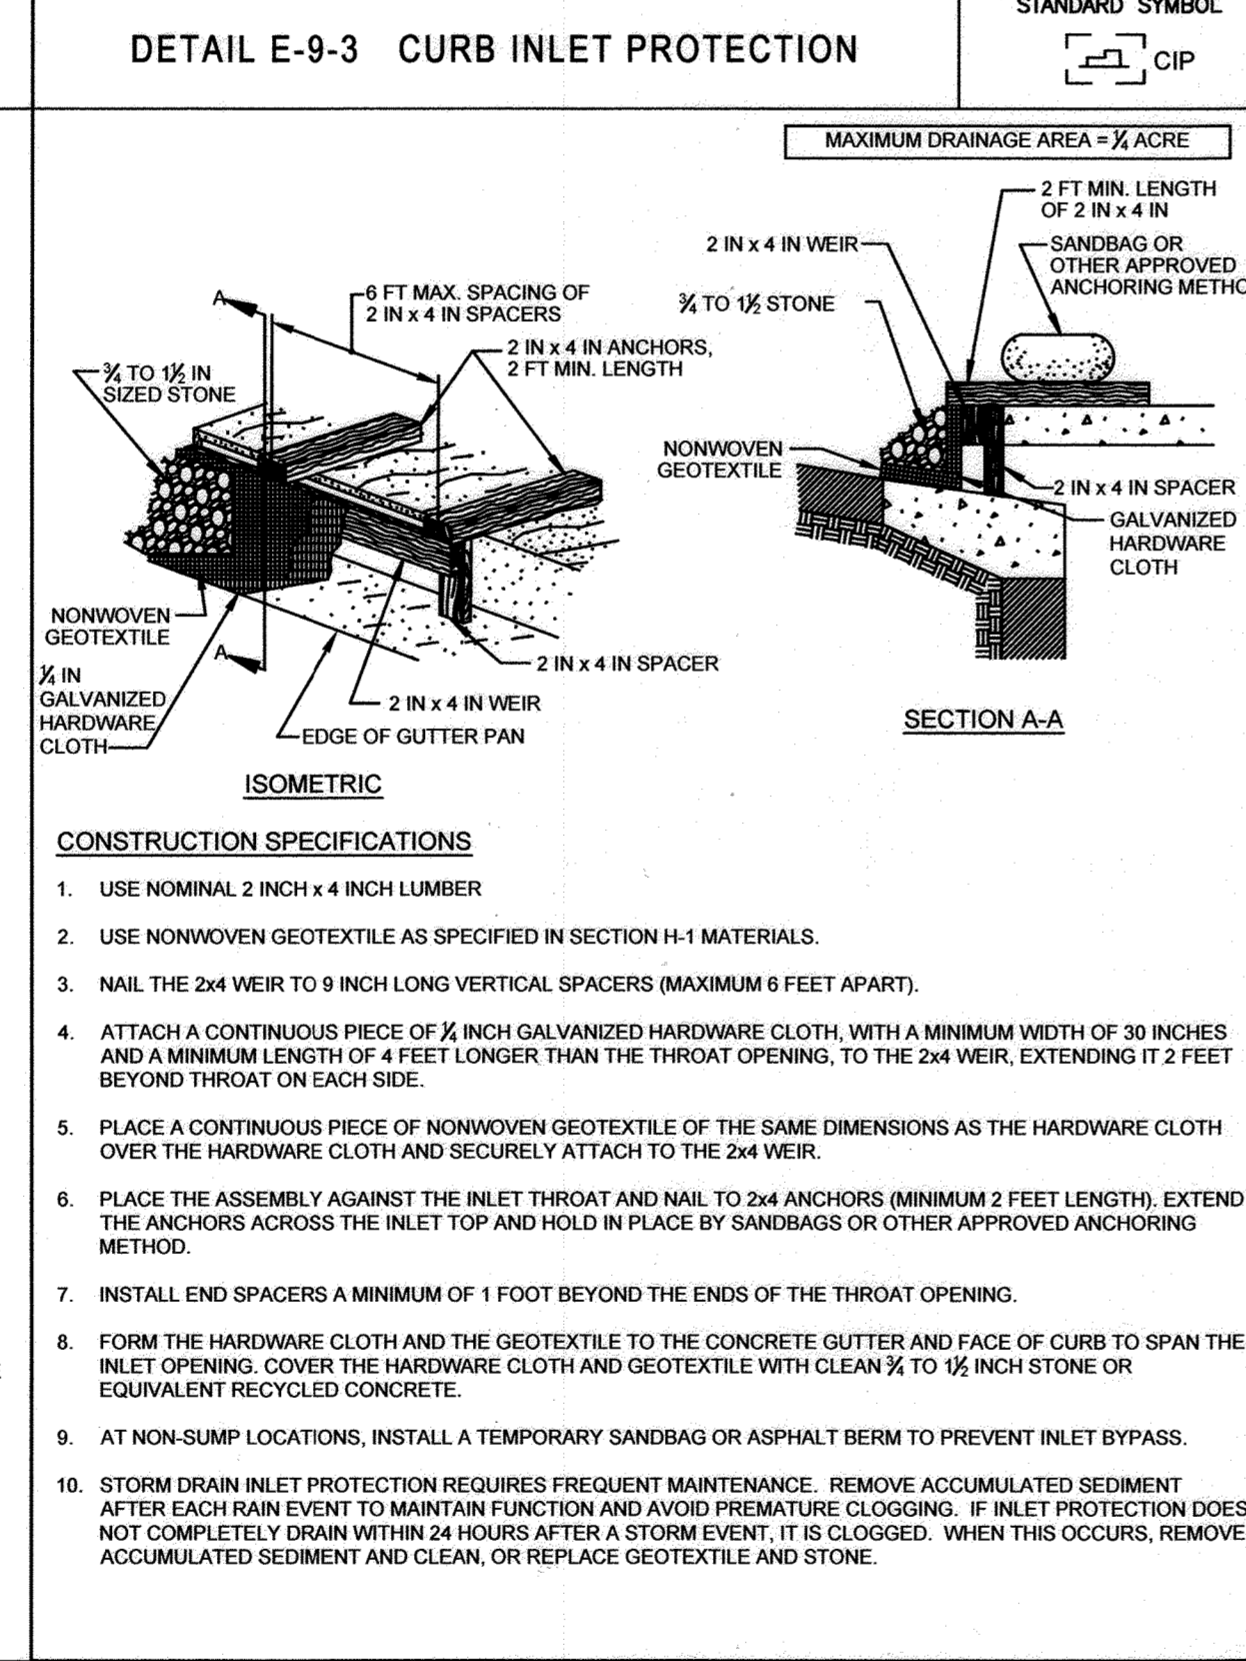 STANDARD SYMBOL
DETAIL E-9-3 CURB INLET PROTECTION
CIP
MAXIMUM DRAINAGE AREA = ¼ ACRE
2 FT MIN. LENGTH
OF 2 IN x 4 IN
2 IN x 4 IN WEIR
SANDBAG OR
OTHER APPROVED
ANCHORING
¾ TO 1½ STONE
NONWOVEN
GEOTEXTILE
2 IN x 4 IN SPACER
GALVANIZED
HARDWARE
CLOTH
SECTION A-A
A
6 FT MAX. SPACING OF
2 IN x 4 IN SPACERS
2 IN x 4 IN ANCHORS,
2 FT MIN. LENGTH
¾ TO 1½ IN
SIZED STONE
NONWOVEN
GEOTEXTILE
A
¼ IN
GALVANIZED
HARDWARE
CLOTH
2 IN x 4 IN SPACER
2 IN x 4 IN WEIR
EDGE OF GUTTER PAN
ISOMETRIC
CONSTRUCTION SPECIFICATIONS
1. USE NOMINAL 2 INCH x 4 INCH LUMBER
2. USE NONWOVEN GEOTEXTILE AS SPECIFIED IN SECTION H-1 MATERIALS.
3. NAIL THE 2x4 WEIR TO 9 INCH LONG VERTICAL SPACERS (MAXIMUM 6 FEET APART).
4. ATTACH A CONTINUOUS PIECE OF ¼ INCH GALVANIZED HARDWARE CLOTH, WITH A MINIMUM WIDTH OF 30 INCHES
AND A MINIMUM LENGTH OF 4 FEET LONGER THAN THE THROAT OPENING, TO THE 2x4 WEIR, EXTENDING IT 2 FEET
BEYOND THROAT ON EACH SIDE.
5. PLACE A CONTINUOUS PIECE OF NONWOVEN GEOTEXTILE OF THE SAME DIMENSIONS AS THE HARDWARE CLOTH
OVER THE HARDWARE CLOTH AND SECURELY ATTACH TO THE 2x4 WEIR.
6. PLACE THE ASSEMBLY AGAINST THE INLET THROAT AND NAIL TO 2x4 ANCHORS (MINIMUM 2 FEET LENGTH). EXTEND
THE ANCHORS ACROSS THE INLET TOP AND HOLD IN PLACE BY SANDBAGS OR OTHER APPROVED ANCHORING
METHOD.
7. INSTALL END SPACERS A MINIMUM OF 1 FOOT BEYOND THE ENDS OF THE THROAT OPENING.
8. FORM THE HARDWARE CLOTH AND THE GEOTEXTILE TO THE CONCRETE GUTTER AND FACE OF CURB TO SPAN THE
INLET OPENING. COVER THE HARDWARE CLOTH AND GEOTEXTILE WITH CLEAN ¾ TO 1½ INCH STONE OR
EQUIVALENT RECYCLED CONCRETE.
9. AT NON-SUMP LOCATIONS, INSTALL A TEMPORARY SANDBAG OR ASPHALT BERM TO PREVENT INLET BYPASS.
10. STORM DRAIN INLET PROTECTION REQUIRES FREQUENT MAINTENANCE. REMOVE ACCUMULATED SEDIMENT
AFTER EACH RAIN EVENT TO MAINTAIN FUNCTION AND AVOID PREMATURE CLOGGING. IF INLET PROTECTION DOES
NOT COMPLETELY DRAIN WITHIN 24 HOURS AFTER A STORM EVENT, IT IS CLOGGED. WHEN THIS OCCURS, REMOVE
ACCUMULATED SEDIMENT AND CLEAN, OR REPLACE GEOTEXTILE AND STONE.